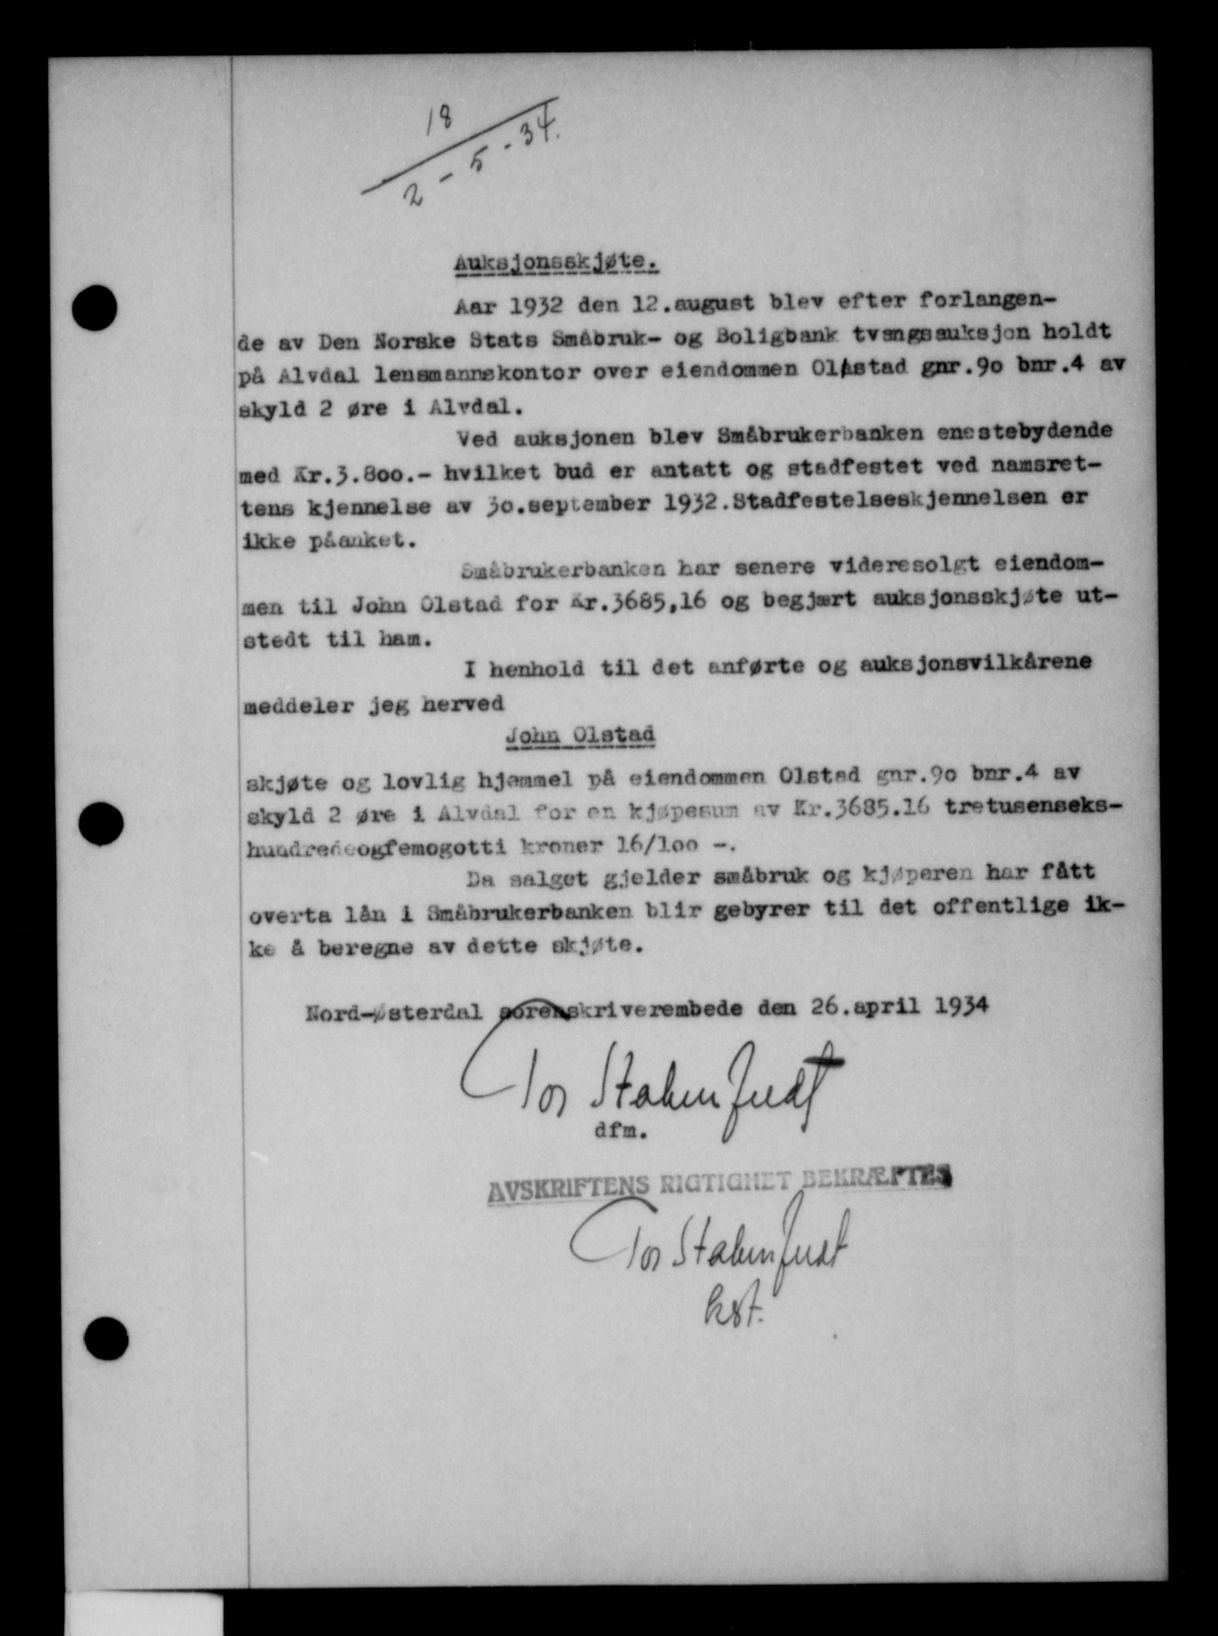 18
2 - 5 - 34.
Auksjonsskjøte.
Aar 1932 den 12.august blev efter forlangen-
de av Den Norske Stats Småbruk- og Boligbank tvangsauksjon holdt
på Alvdal lensmannskontor over eiendommen Olstad gnr.9o bnr.4 av
skyld 2 øre i Alvdal.
Ved auksjonen blev Småbrukerbanken enestebydende
med Kr.3.8oo.- hvilket bud er antatt og stadfestet ved namsret-
tens kjennelse av 3o.september 1932.Stadfestelseskjennelsen er
ikke påanket.
Småbrukerbanken har senere videresolgt eiendom-
men til John Olstad for Kr.3685,16 og begjært auksjonsskjøte ut-
stedt til ham.
I henhold til det anførte og auksjonsvilkårene
meddeler jeg herved
John Olstad
skjøte og lovlig hjemmel på eiendommen Olstad gnr.9o bnr.4 av
skyld 2 øre i Alvdal for en kjøpesum av Kr.3685.16 tretusenseks-
hundredeogfemogotti kroner 16/1oo -.
Da salget gjelder småbruk og kjøperen har fått
overta lån i Småbrukerbanken blir gebyrer til det offentlige ik-
ke å beregne av dette skjøte.
Nord-Østerdal sorenskriverembede den 26.april 1934
Tor
dfm.
AVSKRIFTENS RIGTIGHET BEKRÆFTES
Tor
kst.